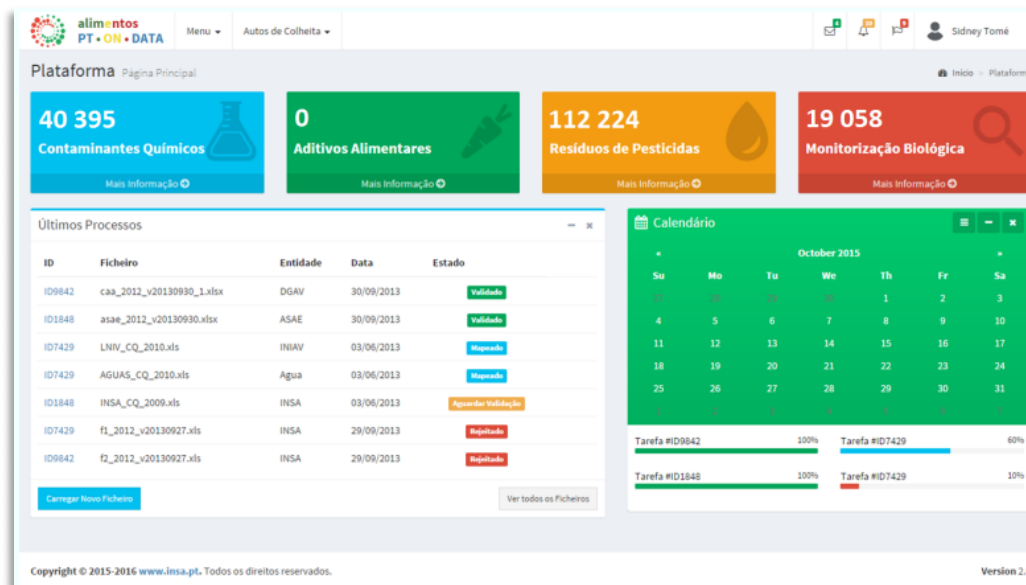 alimentos
PT • ON • DATA
Menu
Autos de Colheita
Sidney Tomé
Plataforma Página Principal
Início > Plataform
40 395
Contaminantes Químicos
Mais Informação
0
Aditivos Alimentares
Mais Informação
112 224
Resíduos de Pesticidas
Mais Informação
19 058
Monitorização Biológica
Mais Informação
Últimos Processos
ID Ficheiro Entidade Data Estado
ID9842 caa_2012_v20130930_1.xlsx DGAV 30/09/2013 Validado
ID1848 asae_2012_v20130930.xlsx ASAE 30/09/2013 Validado
ID7429 LNIV_CQ_2010.xls INIAV 03/06/2013 Mapeado
ID7429 AGUAS_CQ_2010.xls Agua 03/06/2013 Mapeado
ID1848 INSA_CQ_2009.xls INSA 03/06/2013 Aguardar Validação
ID7429 f1_2012_v20130927.xls INSA 29/09/2013 Rejeitado
ID9842 f2_2012_v20130927.xls INSA 29/09/2013 Rejeitado
Carregar Novo Ficheiro
Ver todos os Ficheiros
Calendário
« October 2015 »
Su Mo Tu We Th Fr Sa
27 28 29 30 1 2 3
4 5 6 7 8 9 10
11 12 13 14 15 16 17
18 19 20 21 22 23 24
25 26 27 28 29 30 31
Tarefa #ID9842 100%
Tarefa #ID7429 60%
Tarefa #ID1848 100%
Tarefa #ID7429 10%
Copyright © 2015-2016 www.insa.pt. Todos os direitos reservados.
Version 2.